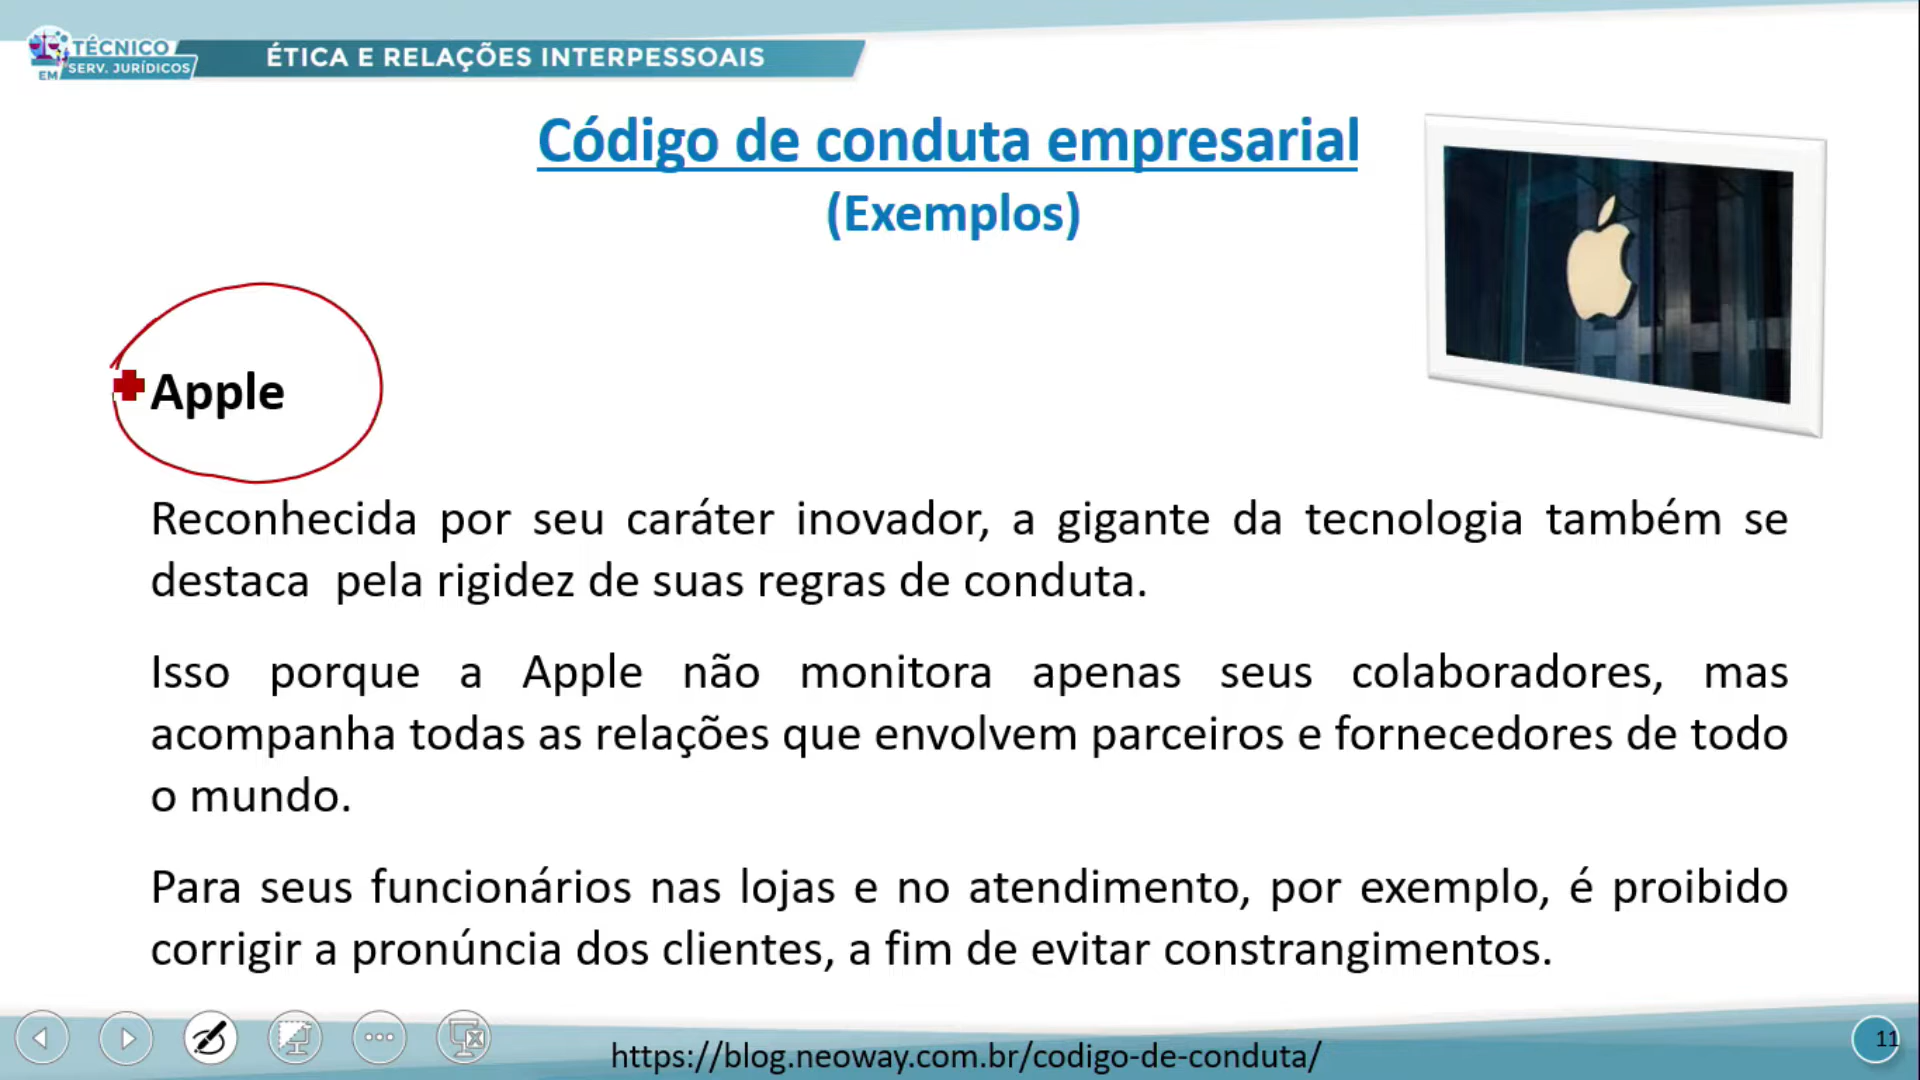 TÉCNICO
EM SERV. JURÍDICOS
ÉTICA E RELAÇÕES INTERPESSOAIS
Código de conduta empresarial
(Exemplos)
Apple
Reconhecida por seu caráter inovador, a gigante da tecnologia também se
destaca pela rigidez de suas regras de conduta.
Isso porque a Apple não monitora apenas seus colaboradores, mas
acompanha todas as relações que envolvem parceiros e fornecedores de todo
o mundo.
Para seus funcionários nas lojas e no atendimento, por exemplo, é proibido
corrigir a pronúncia dos clientes, a fim de evitar constrangimentos.
https://blog.neoway.com.br/codigo-de-conduta/
11